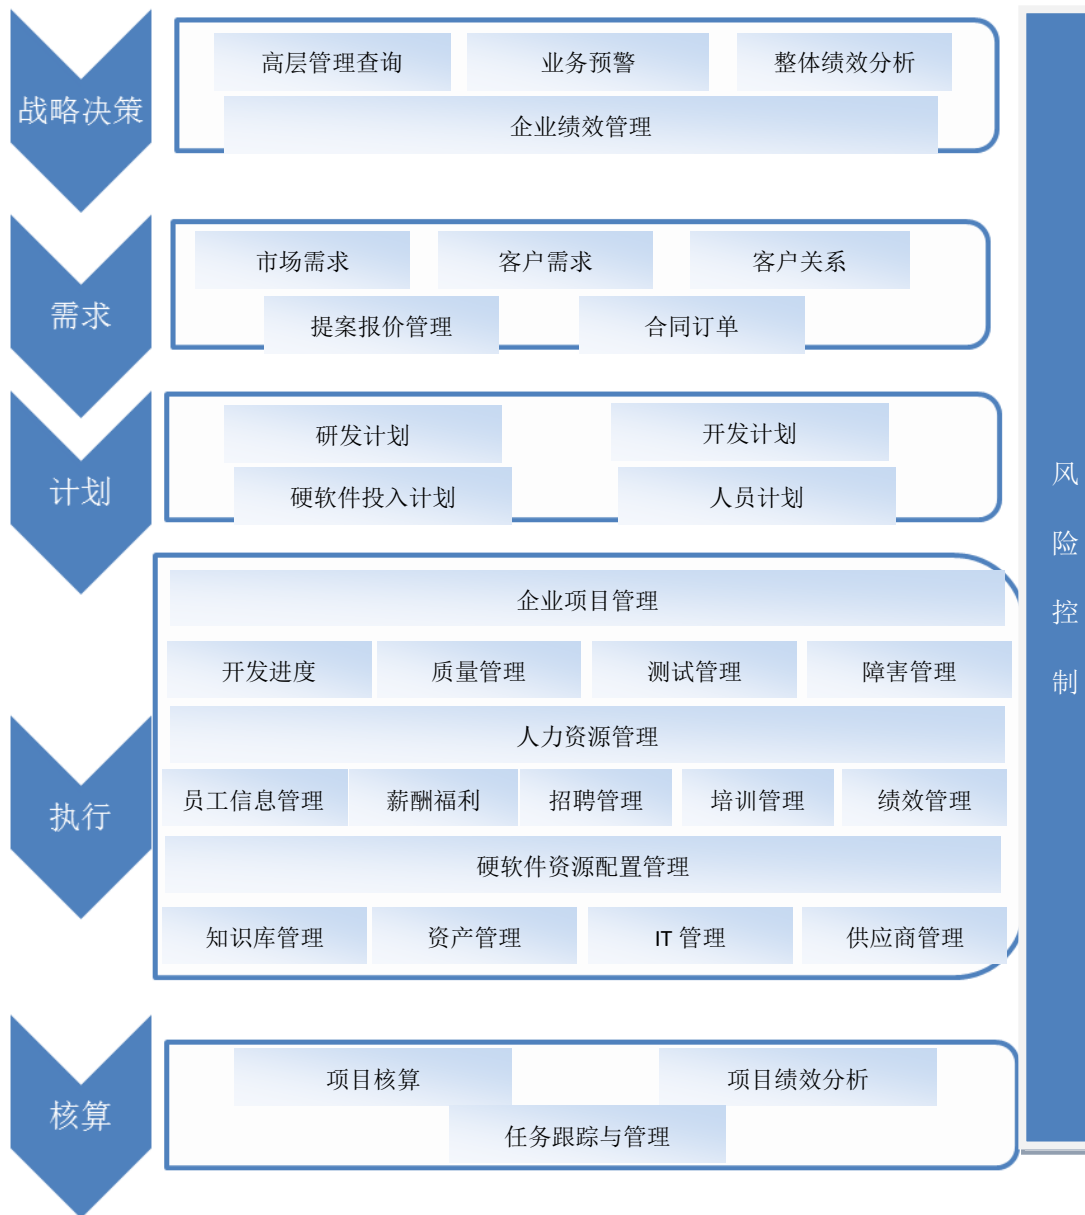 战略决策
高层管理查询
业务预警
整体绩效分析
企业绩效管理
需求
市场需求
客户需求
客户关系
提案报价管理
合同订单
计划
研发计划
开发计划
硬软件投入计划
人员计划
执行
企业项目管理
开发进度
质量管理
测试管理
障害管理
人力资源管理
员工信息管理
薪酬福利
招聘管理
培训管理
绩效管理
硬软件资源配置管理
知识库管理
资产管理
IT 管理
供应商管理
核算
项目核算
项目绩效分析
任务跟踪与管理
风
险
控
制